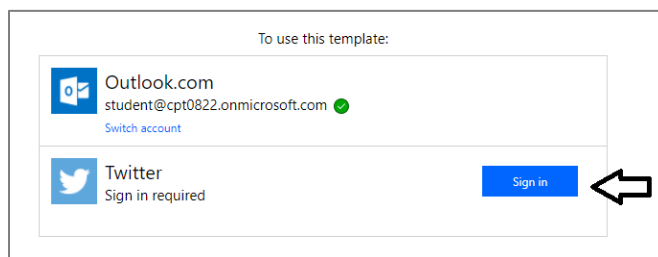 To use this template:
Outlook.com
student@cpt0822.onmicrosoft.com
Switch account
Twitter
Sign in required
Sign in